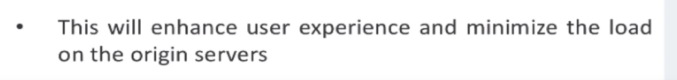 • This will enhance user experience and minimize the load
on the origin servers